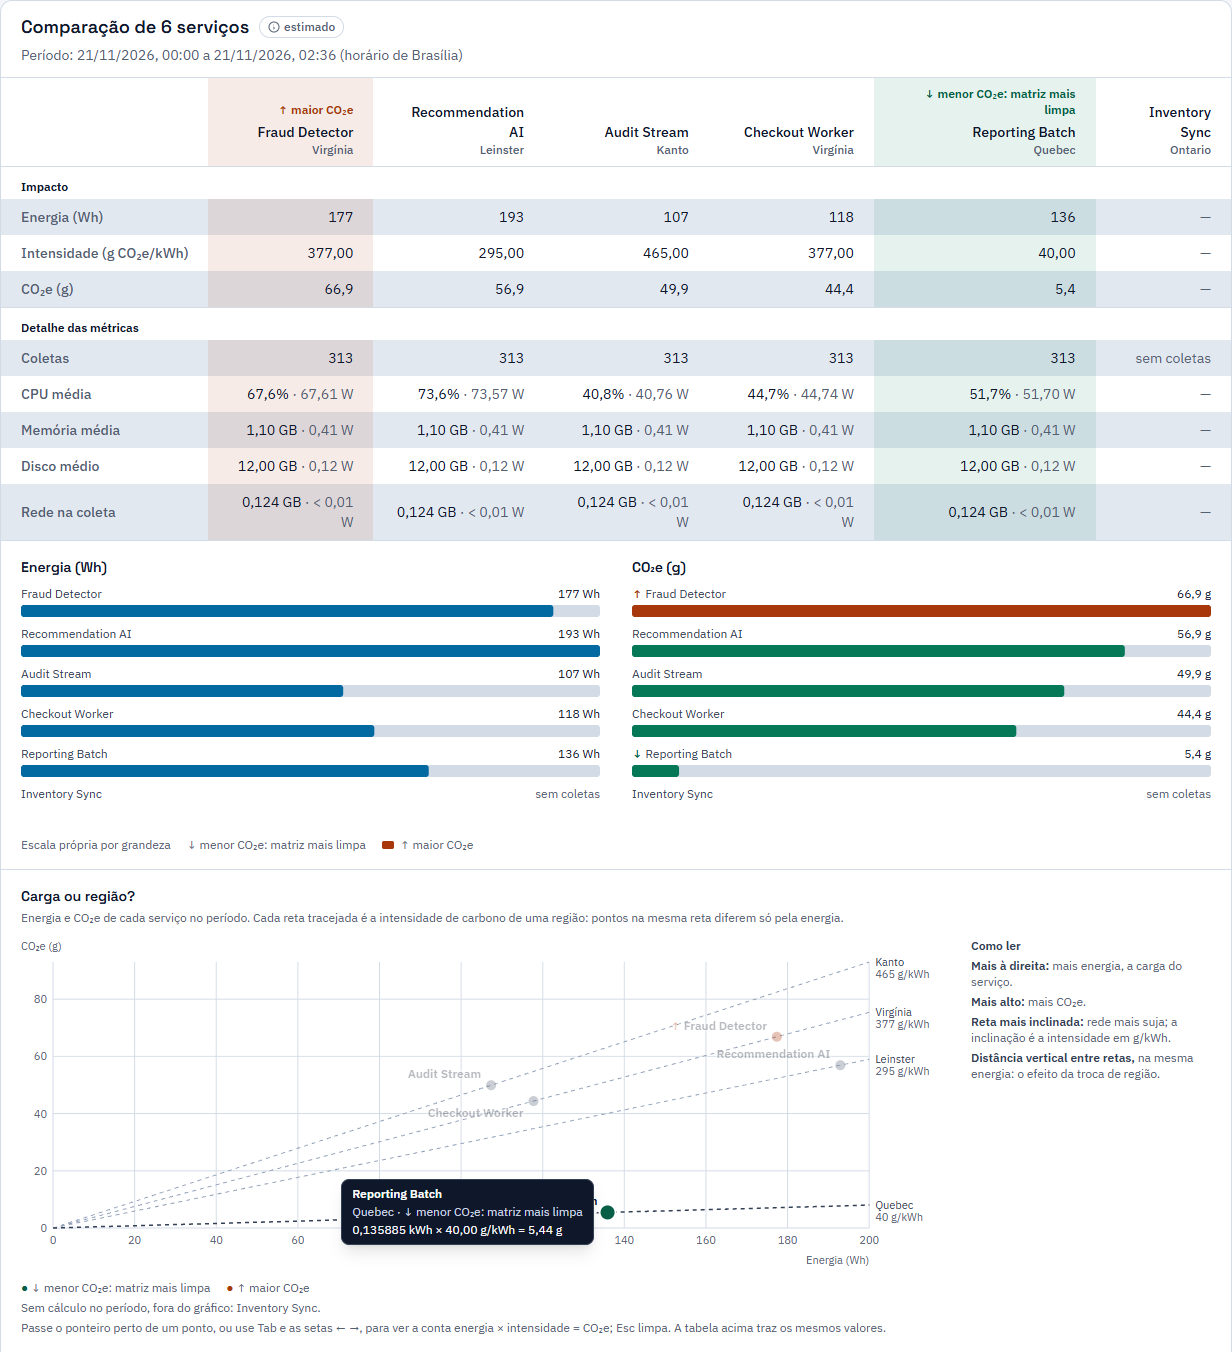 Comparação de 6 serviços
estimado
Período: 21/11/2026, 00:00 a 21/11/2026, 02:36 (horário de Brasília)
↑ maior CO₂e
Fraud Detector
Virgínia
Recommendation
AI
Leinster
Audit Stream
Kanto
Checkout Worker
Virgínia
↓ menor CO₂e: matriz mais
limpa
Reporting Batch
Quebec
Inventory
Sync
Ontario
Impacto
Energia (Wh) 177 193 107 118 136 —
Intensidade (g CO₂e/kWh) 377,00 295,00 465,00 377,00 40,00 —
CO₂e (g) 66,9 56,9 49,9 44,4 5,4 —
Detalhe das métricas
Coletas 313 313 313 313 313 sem coletas
CPU média 67,6% · 67,61 W 73,6% · 73,57 W 40,8% · 40,76 W 44,7% · 44,74 W 51,7% · 51,70 W —
Memória média 1,10 GB · 0,41 W 1,10 GB · 0,41 W 1,10 GB · 0,41 W 1,10 GB · 0,41 W 1,10 GB · 0,41 W —
Disco médio 12,00 GB · 0,12 W 12,00 GB · 0,12 W 12,00 GB · 0,12 W 12,00 GB · 0,12 W 12,00 GB · 0,12 W —
Rede na coleta 0,124 GB · < 0,01 W 0,124 GB · < 0,01 W 0,124 GB · < 0,01 W 0,124 GB · < 0,01 W 0,124 GB · < 0,01 W —
Energia (Wh)
Fraud Detector 177 Wh
Recommendation AI 193 Wh
Audit Stream 107 Wh
Checkout Worker 118 Wh
Reporting Batch 136 Wh
Inventory Sync sem coletas
CO₂e (g)
↑ Fraud Detector 66,9 g
Recommendation AI 56,9 g
Audit Stream 49,9 g
Checkout Worker 44,4 g
↓ Reporting Batch 5,4 g
Inventory Sync sem coletas
Escala própria por grandeza ↓ menor CO₂e: matriz mais limpa ↑ maior CO₂e
Carga ou região?
Energia e CO₂e de cada serviço no período. Cada reta tracejada é a intensidade de carbono de uma região: pontos na mesma reta diferem só pela energia.
CO₂e (g)
80
60
40
20
0
Kanto
465 g/kWh
Virgínia
377 g/kWh
Leinster
295 g/kWh
Quebec
40 g/kWh
↑ Fraud Detector
Recommendation AI
Audit Stream
Checkout Worker
Reporting Batch
Quebec · ↓ menor CO₂e: matriz mais limpa
0,135885 kWh × 40,00 g/kWh = 5,44 g
0 20 40 60 140 160 180 200
Energia (Wh)
Como ler
Mais à direita: mais energia, a carga do
serviço.
Mais alto: mais CO₂e.
Reta mais inclinada: rede mais suja; a
inclinação é a intensidade em g/kWh.
Distância vertical entre retas, na mesma
energia: o efeito da troca de região.
↓ menor CO₂e: matriz mais limpa ↑ maior CO₂e
Sem cálculo no período, fora do gráfico: Inventory Sync.
Passe o ponteiro perto de um ponto, ou use Tab e as setas ← →, para ver a conta energia × intensidade = CO₂e; Esc limpa. A tabela acima traz os mesmos valores.